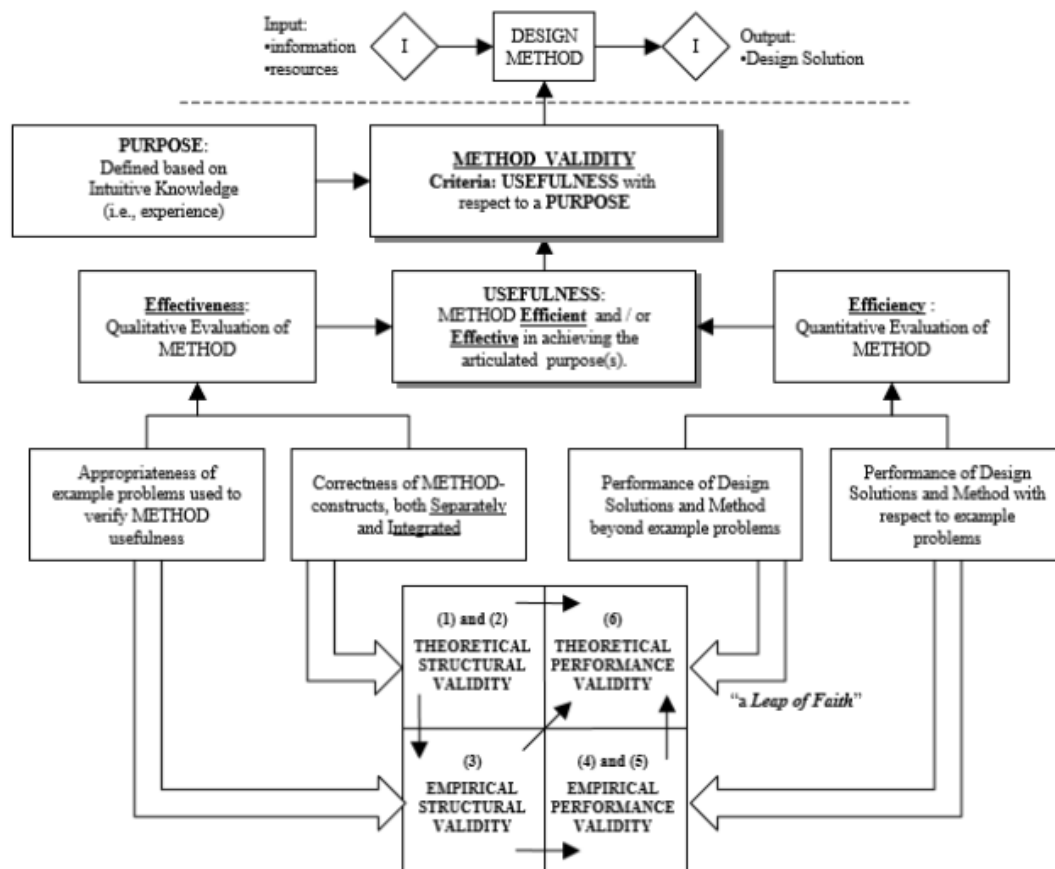 Input:
•information
•resources
I
DESIGN
METHOD
I
Output:
•Design Solution
PURPOSE:
Defined based on
Intuitive Knowledge
(i.e., experience)
METHOD VALIDITY
Criteria: USEFULNESS with
respect to a PURPOSE
Effectiveness:
Qualitative Evaluation of
METHOD
USEFULNESS:
METHOD Efficient and / or
Effective in achieving the
articulated purpose(s).
Efficiency :
Quantitative Evaluation of
METHOD
Appropriateness of
example problems used to
verify METHOD
usefulness
Correctness of METHOD-
constructs, both Separately
and Integrated
Performance of Design
Solutions and Method
beyond example problems
Performance of Design
Solutions and Method with
respect to example
problems
(1) and (2)
THEORETICAL
STRUCTURAL
VALIDITY
(6)
THEORETICAL
PERFORMANCE
VALIDITY
"a Leap of Faith"
(3)
EMPIRICAL
STRUCTURAL
VALIDITY
(4) and (5)
EMPIRICAL
PERFORMANCE
VALIDITY